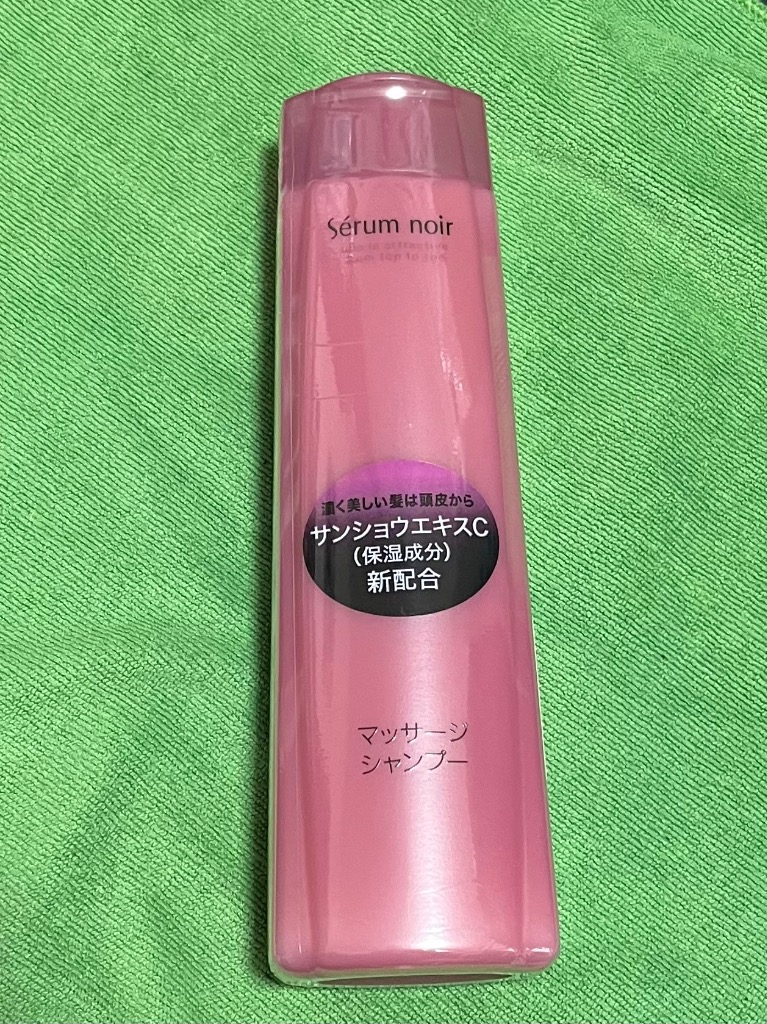 Sérum noir
濃く美しい髪は頭皮から
サンショウエキスC
(保湿成分)
新配合
マッサージ
シャンプー